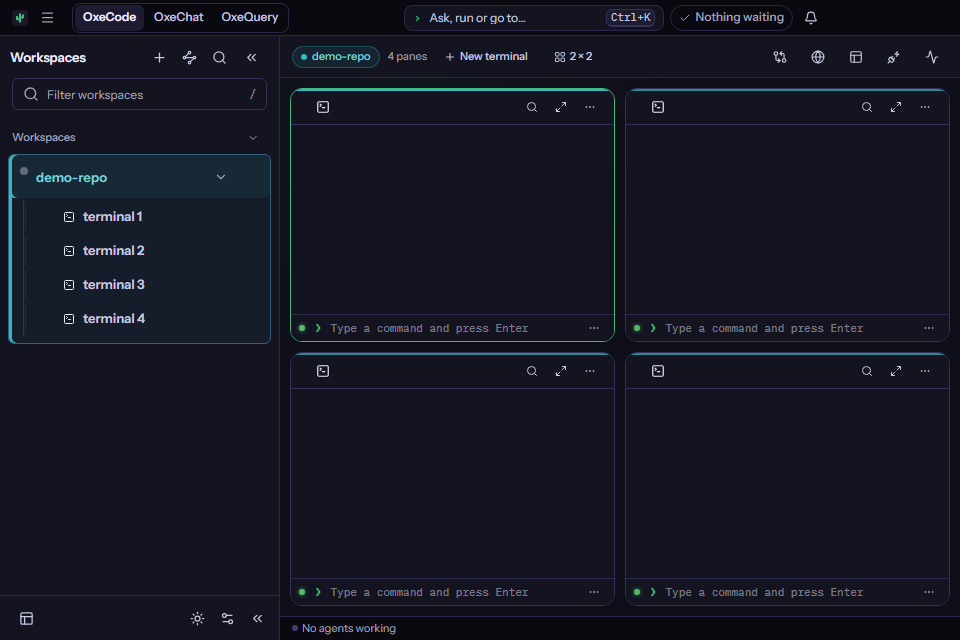 OxeCode OxeChat OxeQuery
Ask, run or go to... Ctrl+K Nothing waiting
Workspaces
demo-repo 4 panes + New terminal 2×2
Filter workspaces /
Workspaces
demo-repo
terminal 1
terminal 2
terminal 3
terminal 4
Type a command and press Enter
Type a command and press Enter
Type a command and press Enter
Type a command and press Enter
No agents working